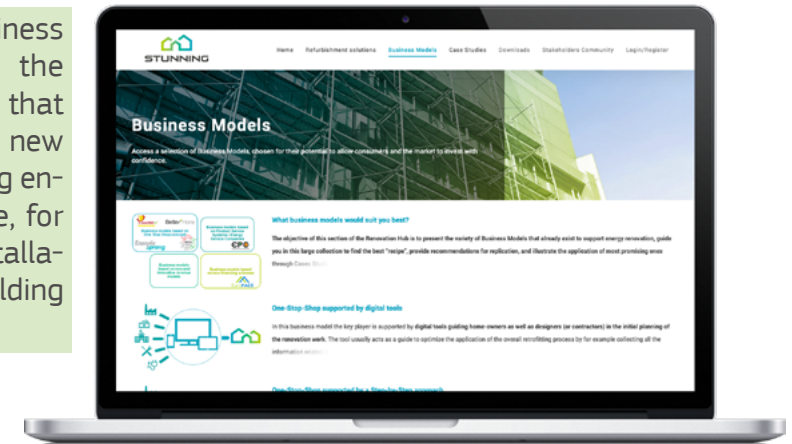 iness
the
that
new
g en-
e, for
talla-
lding
STUNNING
Home Refurbishment solutions Business Models Case Studies Downloads Stakeholders Community Login/Register
Business Models
Access a selection of Business Models, chosen for their potential to allow consumers and the market to invest with
confidence.
What business models would suit you best?
The objective of this section of the Renovation Hub is to present the variety of Business Models that already exist to support energy renovation, guide
you in this large collection to find the best "recipe", provide recommendations for replication, and illustrate the application of most promising ones
through Cases
One-Stop-Shop supported by digital tools
In this business model the key player is supported by digital tools guiding home-owners as well as designers (or contractors) in the initial planning of
the renovation work. The tool usually acts as a guide to optimize the application of the overall retrofitting process by for example collecting all the
information
One-Stop-Shop supported by a Step-by-Step approach